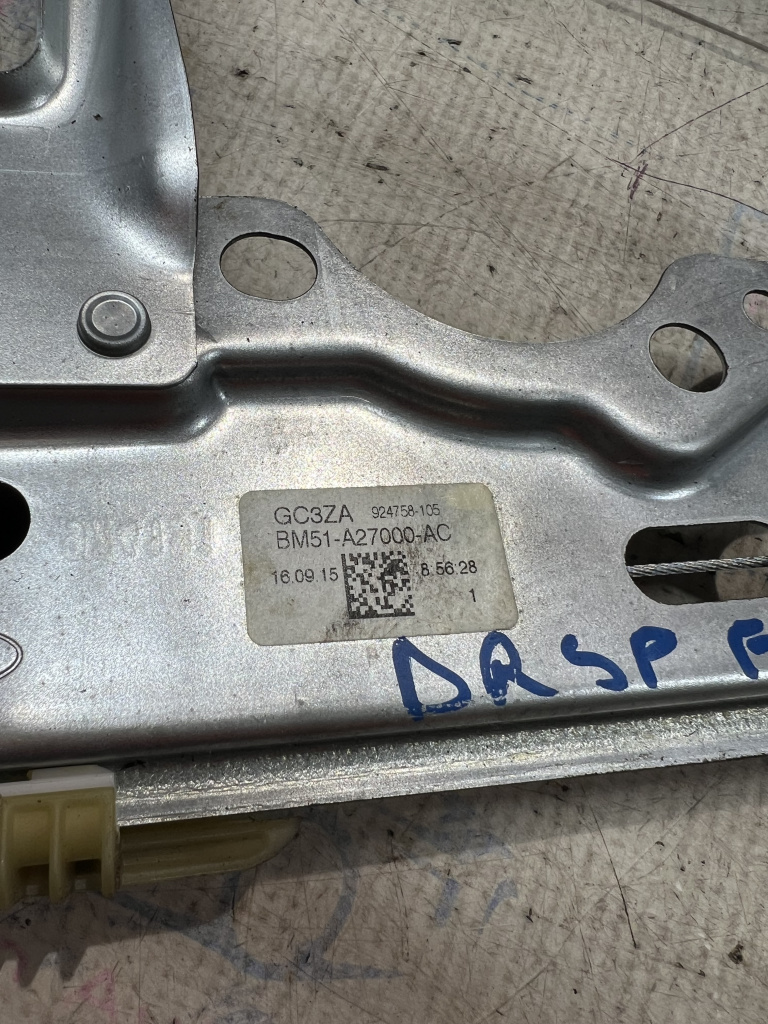 GC3ZA 924758-105
BM51-A27000-AC
16.09.15 8:56:28
1
DRSP